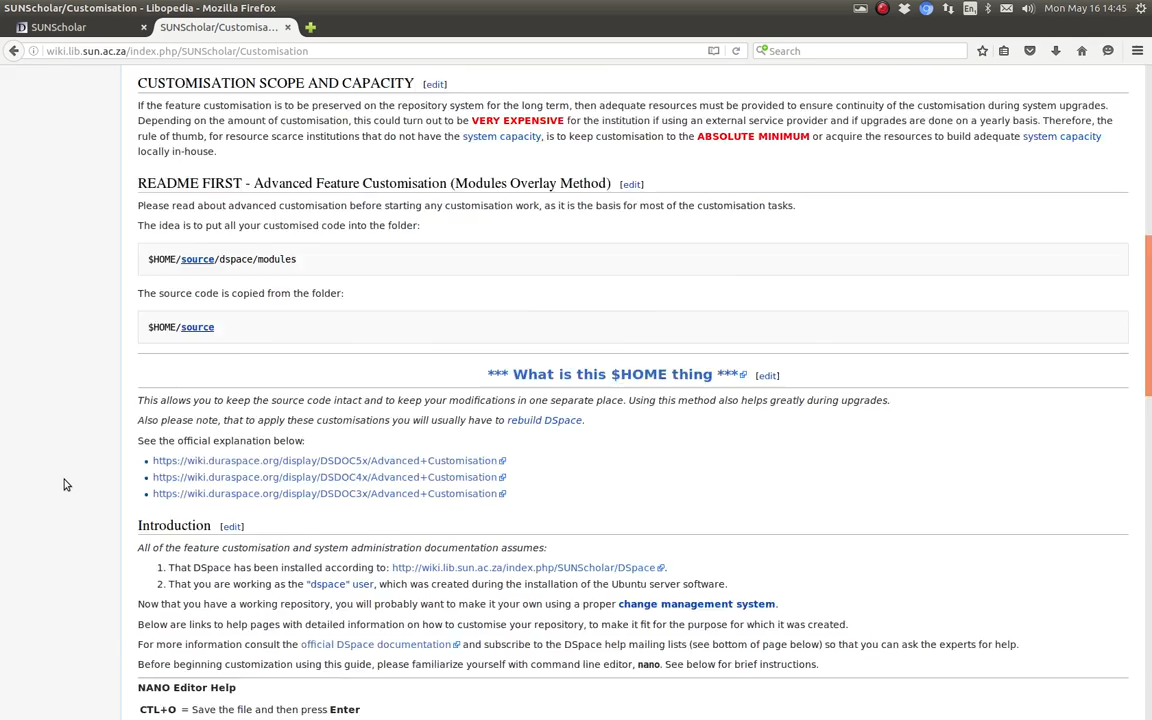 SUNScholar/Customisation - Libopedia - Mozilla Firefox
En
Mon May 16 14:45
SUNScholar
SUNScholar/Customisa...
wiki.lib.sun.ac.za/index.php/SUNScholar/Customisation
Search
CUSTOMISATION SCOPE AND CAPACITY [edit]
If the feature customisation is to be preserved on the repository system for the long term, then adequate resources must be provided to ensure continuity of the customisation during system upgrades.
Depending on the amount of customisation, this could turn out to be VERY EXPENSIVE for the institution if using an external service provider and if upgrades are done on a yearly basis. Therefore, the
rule of thumb, for resource scarce institutions that do not have the system capacity, is to keep customisation to the ABSOLUTE MINIMUM or acquire the resources to build adequate system capacity
locally in-house.
README FIRST - Advanced Feature Customisation (Modules Overlay Method) [edit]
Please read about advanced customisation before starting any customisation work, as it is the basis for most of the customisation tasks.
The idea is to put all your customised code into the folder:
$HOME/source/dspace/modules
The source code is copied from the folder:
$HOME/source
*** What is this $HOME thing *** [edit]
This allows you to keep the source code intact and to keep your modifications in one separate place. Using this method also helps greatly during upgrades.
Also please note, that to apply these customisations you will usually have to rebuild DSpace.
See the official explanation below:
• https://wiki.duraspace.org/display/DSDOC5x/Advanced+Customisation
• https://wiki.duraspace.org/display/DSDOC4x/Advanced+Customisation
• https://wiki.duraspace.org/display/DSDOC3x/Advanced+Customisation
Introduction [edit]
All of the feature customisation and system administration documentation assumes:
1. That DSpace has been installed according to: http://wiki.lib.sun.ac.za/index.php/SUNScholar/DSpace.
2. That you are working as the "dspace" user, which was created during the installation of the Ubuntu server software.
Now that you have a working repository, you will probably want to make it your own using a proper change management system.
Below are links to help pages with detailed information on how to customise your repository, to make it fit for the purpose for which it was created.
For more information consult the official DSpace documentation and subscribe to the DSpace help mailing lists (see bottom of page below) so that you can ask the experts for help.
Before beginning customization using this guide, please familiarize yourself with command line editor, nano. See below for brief instructions.
NANO Editor Help
CTL+O = Save the file and then press Enter